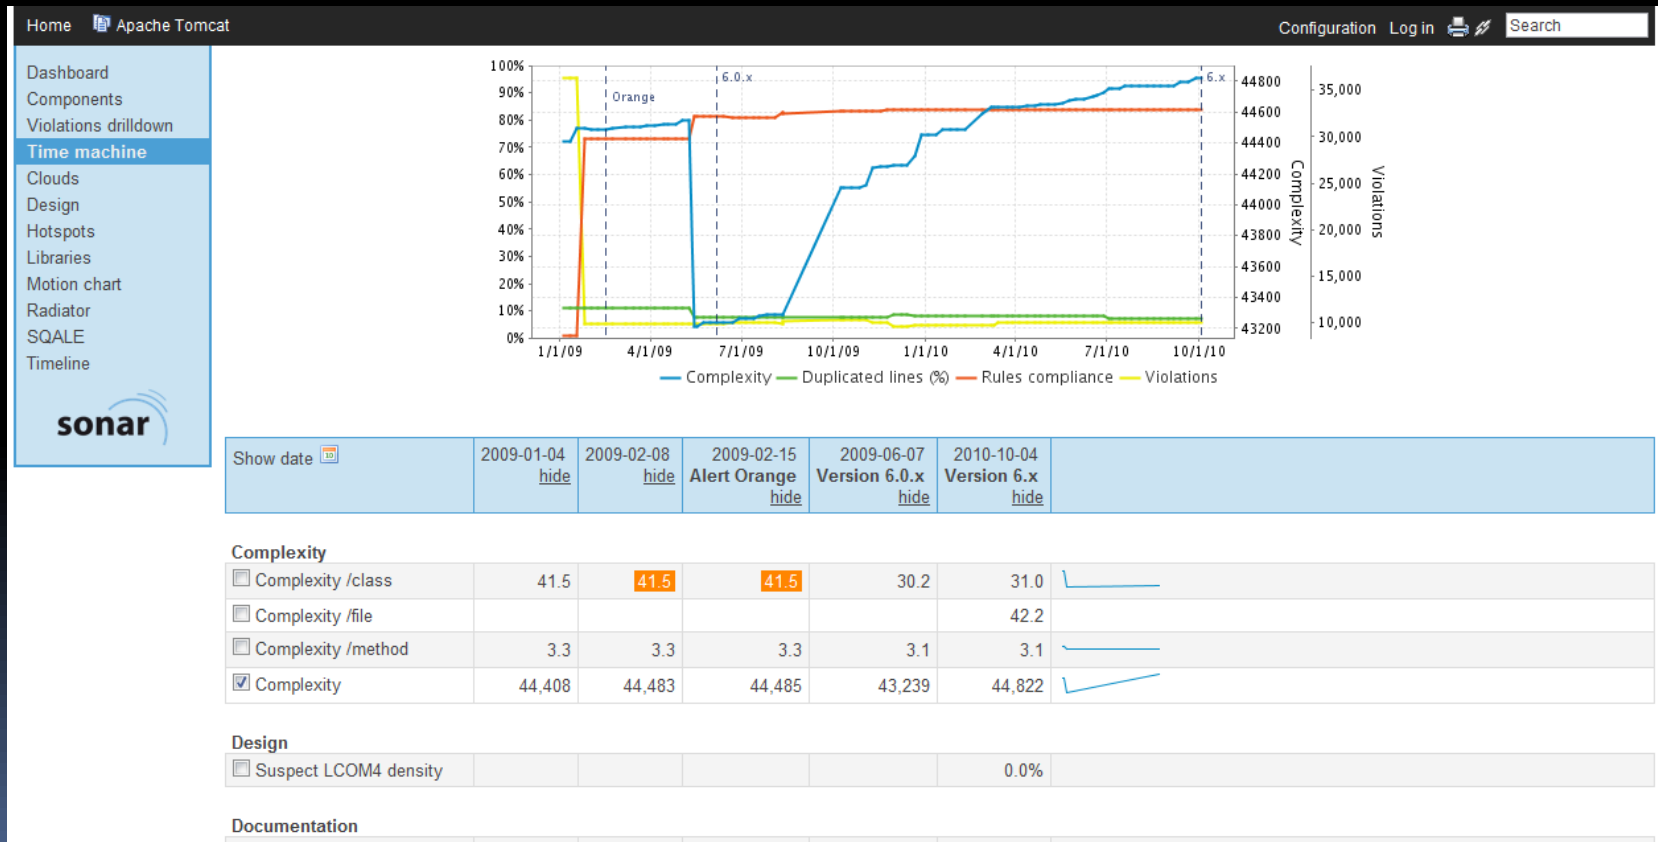 Home Apache Tomcat Configuration Log in Search
Dashboard
Components
Violations drilldown
Time machine
Clouds
Design
Hotspots
Libraries
Motion chart
Radiator
SQALE
Timeline
sonar
100%
90%
80%
70%
60%
50%
40%
30%
20%
10%
0%
Orange
6.0.x
6.x
44800
44600
44400
44200
44000
43800
43600
43400
43200
Complexity
35,000
30,000
25,000
20,000
15,000
10,000
Violations
1/1/09 4/1/09 7/1/09 10/1/09 1/1/10 4/1/10 7/1/10 10/1/10
Complexity Duplicated lines (%) Rules compliance Violations
Show date 2009-01-04 2009-02-08 2009-02-15 2009-06-07 2010-10-04
hide hide Alert Orange Version 6.0.x Version 6.x
hide hide hide
Complexity
Complexity /class 41.5 41.5 41.5 30.2 31.0
Complexity /file 42.2
Complexity /method 3.3 3.3 3.3 3.1 3.1
Complexity 44,408 44,483 44,485 43,239 44,822
Design
Suspect LCOM4 density 0.0%
Documentation